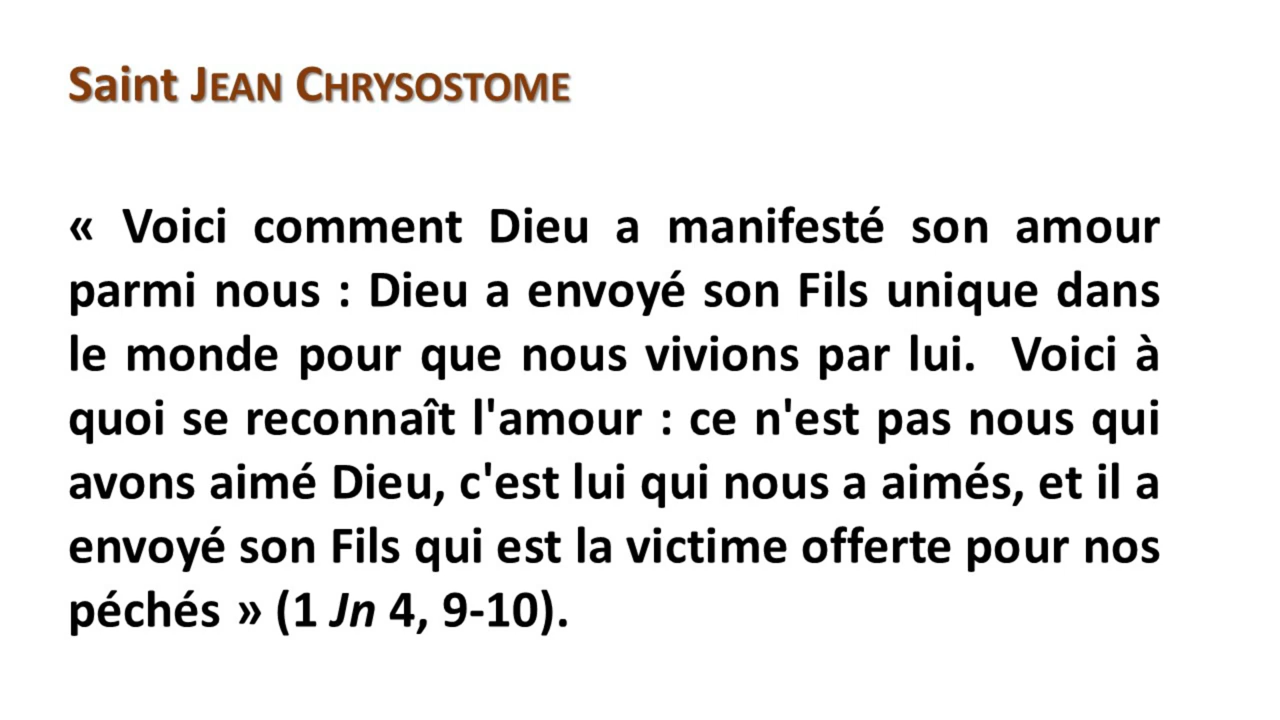 Saint JEAN CHRYSOSTOME
« Voici comment Dieu a manifesté son amour
parmi nous : Dieu a envoyé son Fils unique dans
le monde pour que nous vivions par lui.  Voici à
quoi se reconnaît l'amour : ce n'est pas nous qui
avons aimé Dieu, c'est lui qui nous a aimés, et il a
envoyé son Fils qui est la victime offerte pour nos
péchés » (1 Jn 4, 9-10).